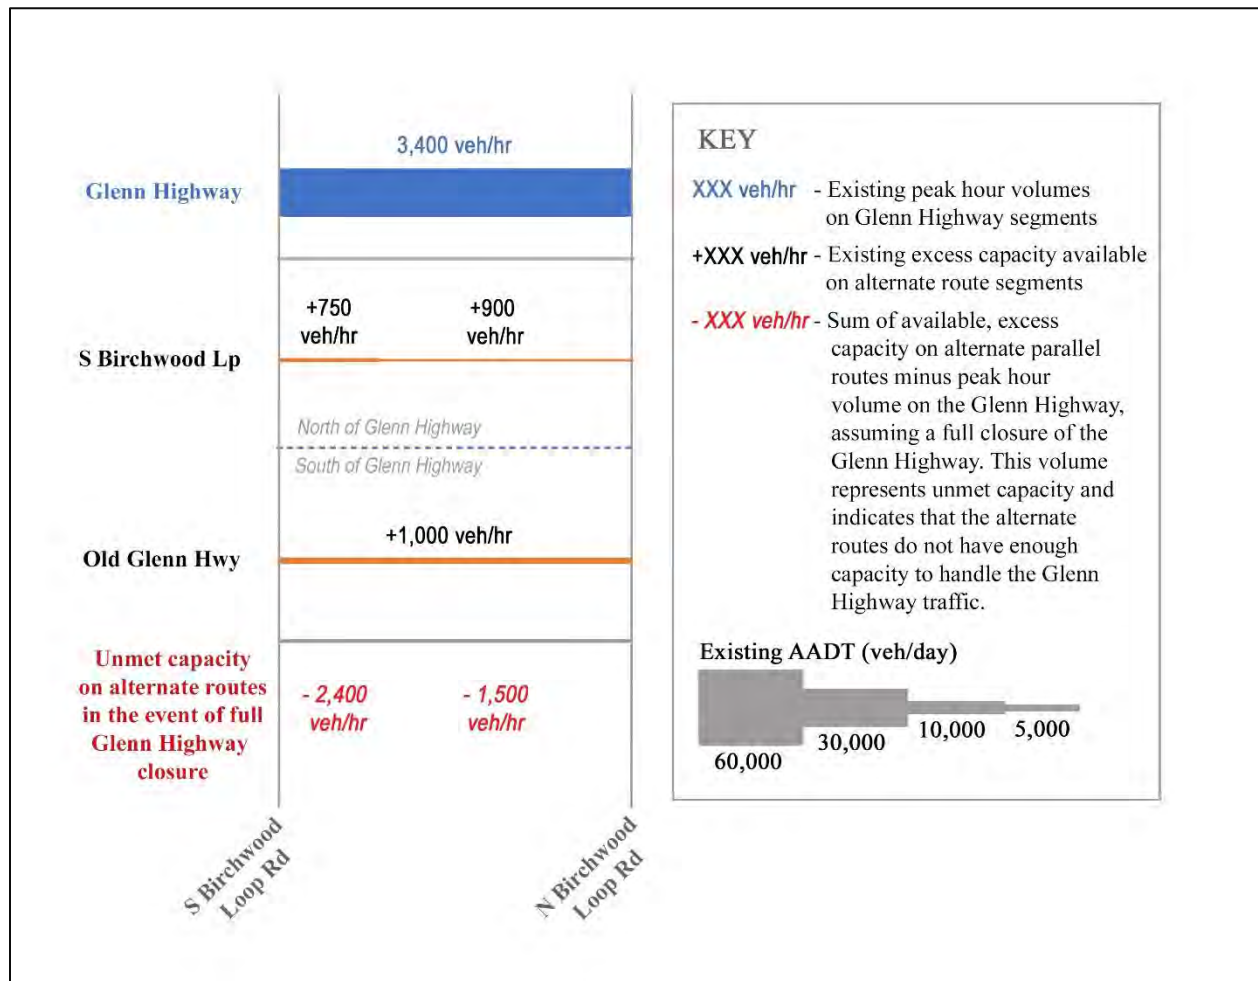 3,400 veh/hr
Glenn Highway
+750
veh/hr
+900
veh/hr
S Birchwood Lp
North of Glenn Highway
South of Glenn Highway
+1,000 veh/hr
Old Glenn Hwy
Unmet capacity
on alternate routes
in the event of full
Glenn Highway
closure
- 2,400
veh/hr
- 1,500
veh/hr
S Birchwood
Loop Rd
N Birchwood
Loop Rd
KEY
XXX veh/hr - Existing peak hour volumes
on Glenn Highway segments
+XXX veh/hr - Existing excess capacity available
on alternate route segments
- XXX veh/hr - Sum of available, excess
capacity on alternate parallel
routes minus peak hour
volume on the Glenn Highway,
assuming a full closure of the
Glenn Highway. This volume
represents unmet capacity and
indicates that the alternate
routes do not have enough
capacity to handle the Glenn
Highway traffic.
Existing AADT (veh/day)
60,000
30,000
10,000
5,000